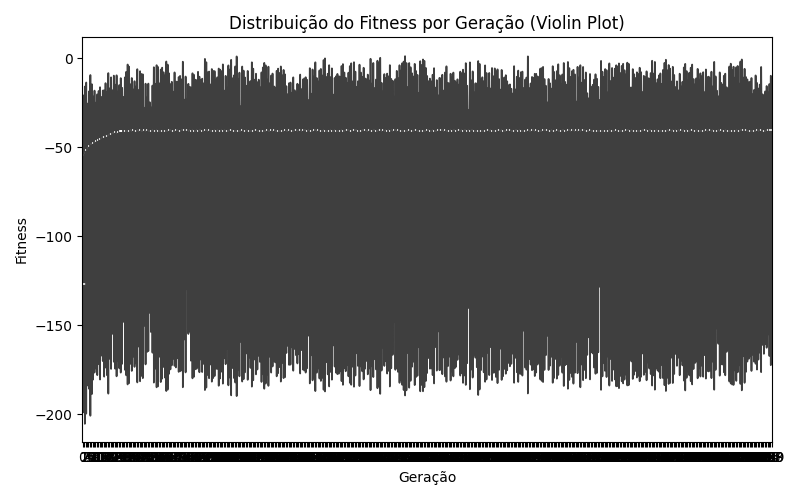 Distribuição do Fitness por Geração (Violin Plot)
0
−50
−100
−150
−200
Fitness
Geração